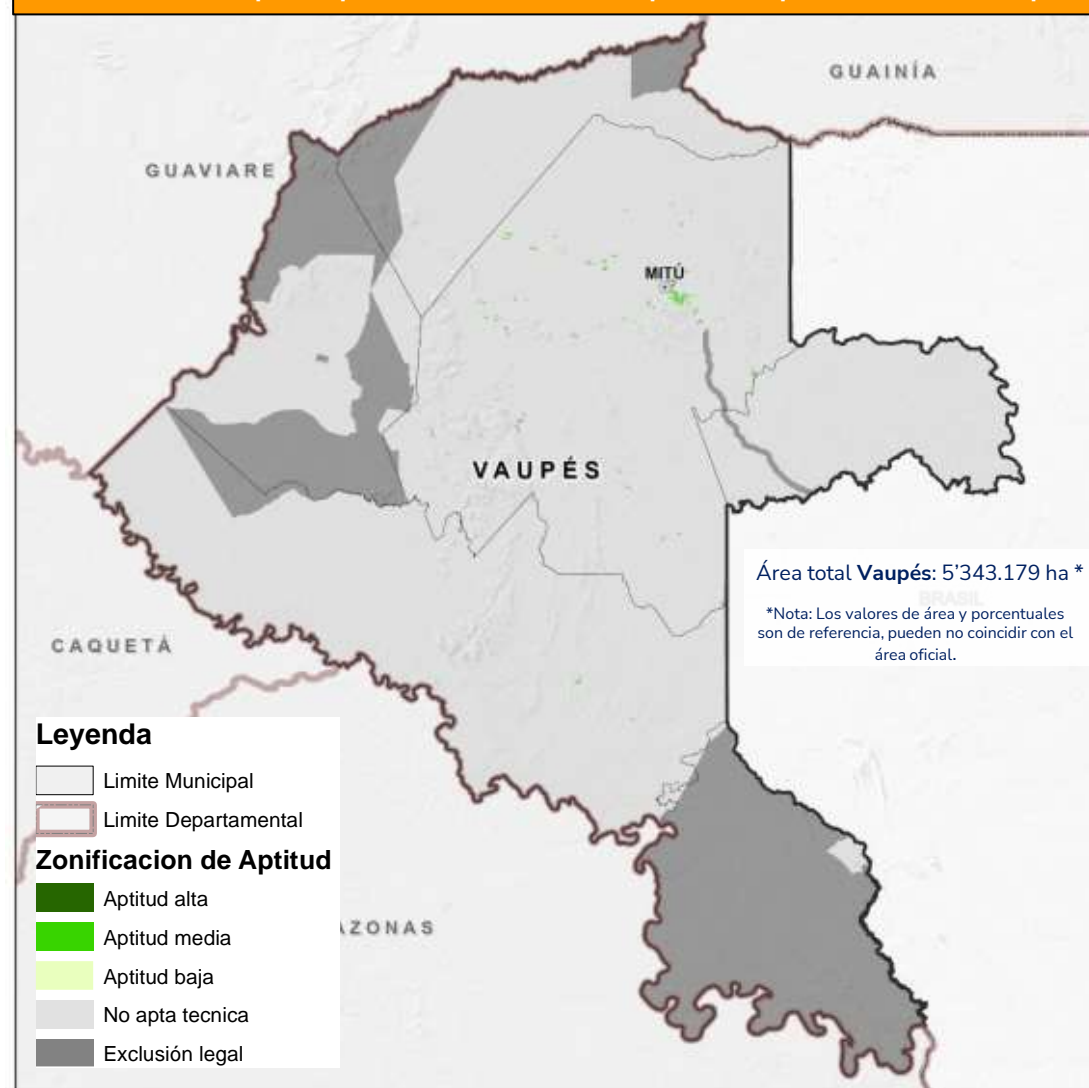 GUAINÍA
GUAVIARE
MITÚ
VAUPÉS
Área total Vaupés: 5'343.179 ha *
BRASIL
*Nota: Los valores de área y porcentuales
son de referencia, pueden no coincidir con el
área oficial.
CAQUETÁ
Leyenda
Limite Municipal
Limite Departamental
Zonificacion de Aptitud
Aptitud alta
AZONAS
Aptitud media
Aptitud baja
No apta tecnica
Exclusión legal